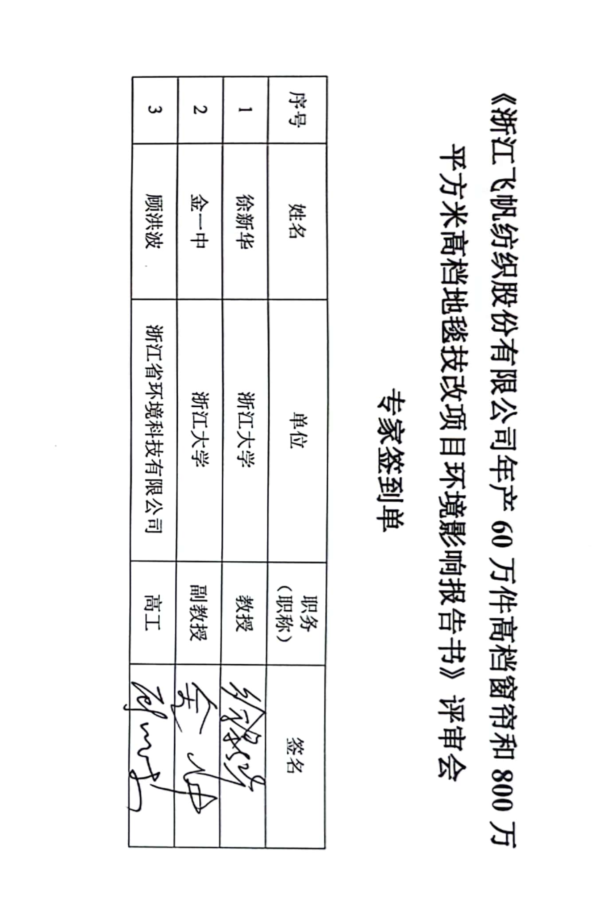 《浙江飞帆纺织股份有限公司年产 60 万件高档窗帘和 800 万
平方米高档地毯技改项目环境影响报告书》评审会
专家签到单
序号 姓名 单位 职务（职称） 签名
1 徐新华 浙江大学 教授 徐新华
2 金一中 浙江大学 副教授
3 顾洪波 浙江省环境科技有限公司 高工